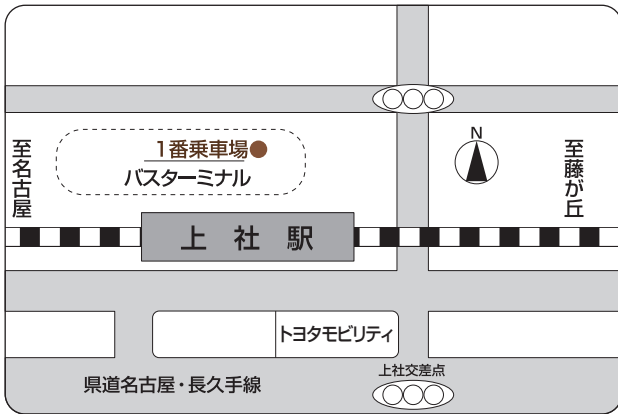 N
至名古屋
1番乗車場
バスターミナル
至藤が丘
上社駅
トヨタモビリティ
上社交差点
県道名古屋・長久手線